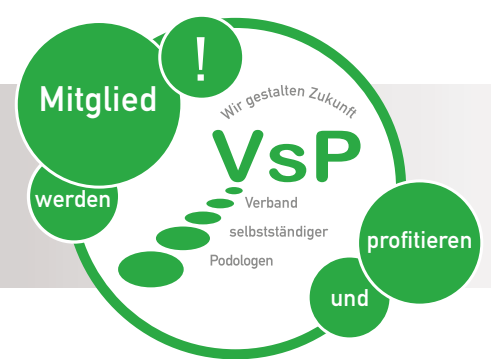 !
Mitglied
werden
Wir gestalten Zukunft
VsP
Verband
selbstständiger
Podologen
und
profitieren